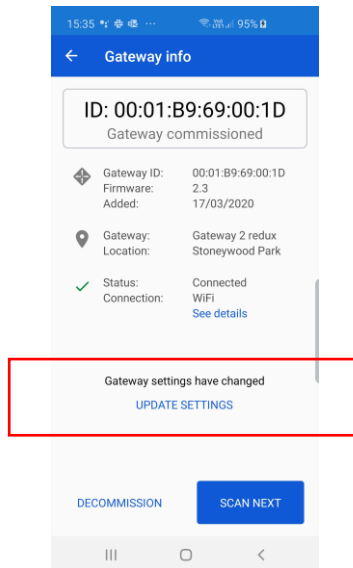 15:35 95%
Gateway info
ID: 00:01:B9:69:00:1D
Gateway commissioned
Gateway ID: 00:01:B9:69:00:1D
Firmware: 2.3
Added: 17/03/2020
Gateway: Gateway 2 redux
Location: Stoneywood Park
Status: Connected
Connection: WiFi
See details
Gateway settings have changed
UPDATE SETTINGS
DECOMMISSION SCAN NEXT